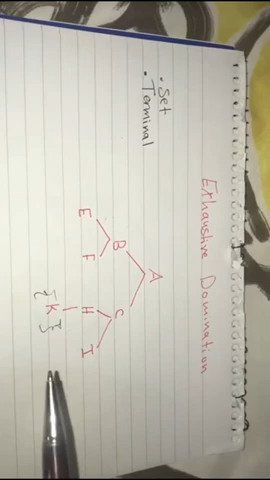 Exhaustive Domination
A
B C
E F H I
{K}
• Set
• Terminal